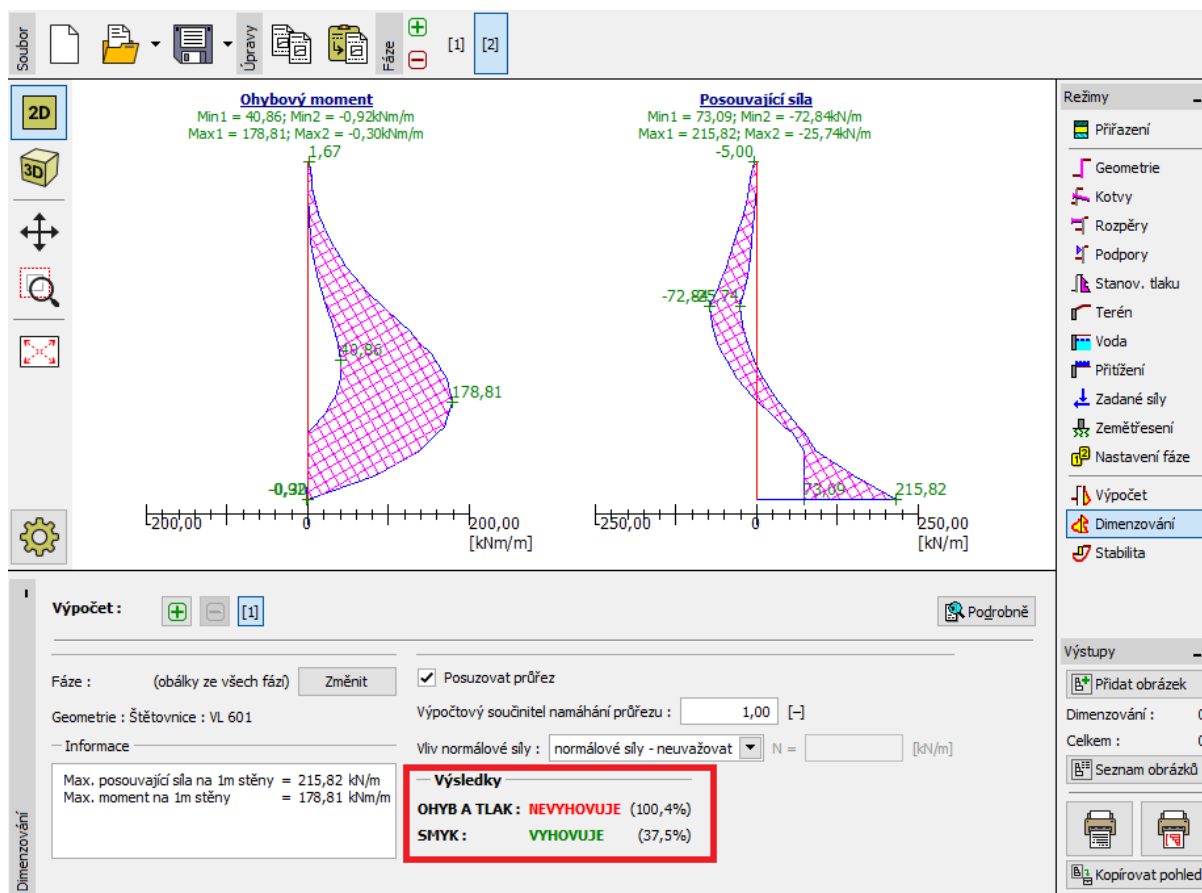 Soubor
Úpravy
Fáze
[1]
[2]
2D
3D
Ohybový moment
Min1 = 40,86; Min2 = -0,92kNm/m
Max1 = 178,81; Max2 = -0,30kNm/m
1,67
40,86
178,81
-200,00
0
200,00
[kNm/m]
Posouvající síla
Min1 = 73,09; Min2 = -72,84kN/m
Max1 = 215,82; Max2 = -25,74kN/m
-5,00
73,09
215,82
-250,00
0
250,00
[kN/m]
Režimy
Přiřazení
Geometrie
Kotvy
Rozpěry
Podpory
Stanov. tlaku
Terén
Voda
Přitížení
Zadané síly
Zemětřesení
Nastavení fáze
Výpočet
Dimenzování
Stabilita
Dimenzování
Výpočet :
[1]
Podrobně
Fáze : (obálky ze všech fází) Změnit
Geometrie : Štětovnice : VL 601
Informace
Max. posouvající síla na 1m stěny = 215,82 kN/m
Max. moment na 1m stěny = 178,81 kNm/m
Posuzovat průřez
Výpočtový součinitel namáhání průřezu : 1,00 [–]
Vliv normálové síly : normálové síly - neuvažovat N = [kN/m]
Výsledky
OHYB A TLAK : NEVYHOVUJE (100,4%)
SMYK : VYHOVUJE (37,5%)
Výstupy
Přidat obrázek
Dimenzování :
Celkem :
Seznam obrázků
Kopírovat pohled